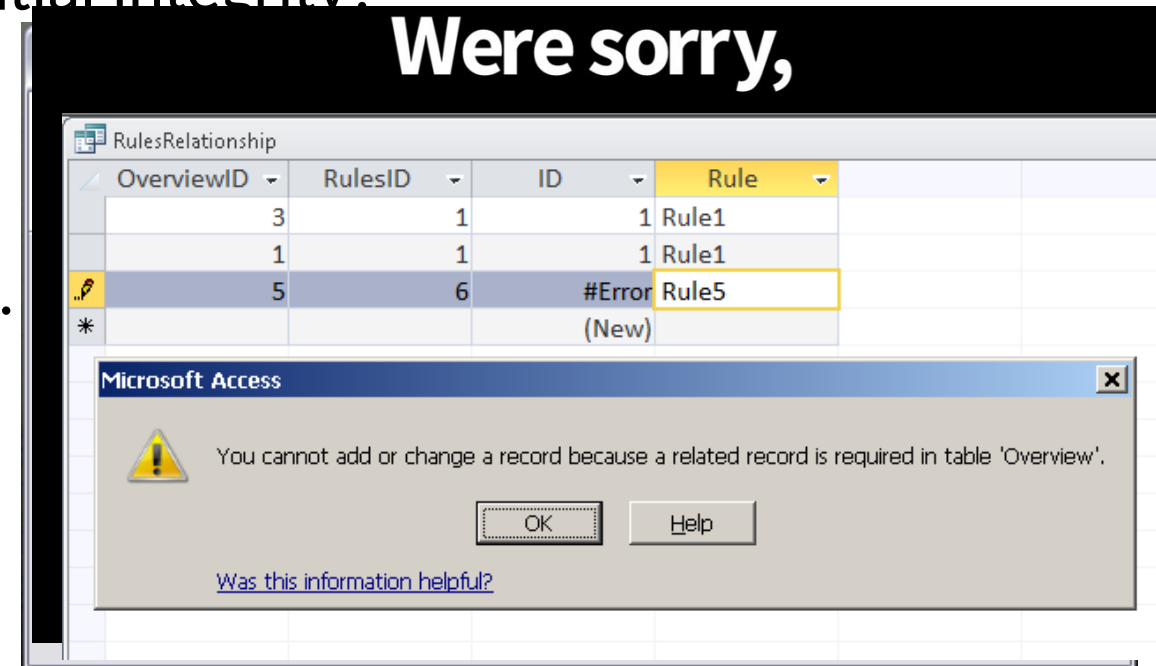 Were sorry,
RulesRelationship
OverviewID RulesID ID Rule
3 1 1 Rule1
1 1 1 Rule1
5 6 #Error Rule5
* (New)
Microsoft Access
You cannot add or change a record because a related record is required in table 'Overview'.
OK Help
Was this information helpful?